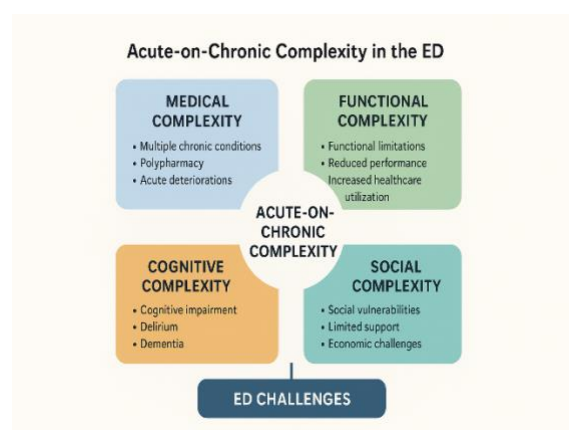 Acute-on-Chronic Complexity in the ED
MEDICAL
COMPLEXITY
• Multiple chronic conditions
• Polypharmacy
• Acute deteriorations
FUNCTIONAL
COMPLEXITY
• Functional limitations
• Reduced performance
Increased healthcare
utilization
ACUTE-ON-
CHRONIC
COMPLEXITY
COGNITIVE
COMPLEXITY
• Cognitive impairment
• Delirium
• Dementia
SOCIAL
COMPLEXITY
• Social vulnerabilities
• Limited support
• Economic challenges
ED CHALLENGES